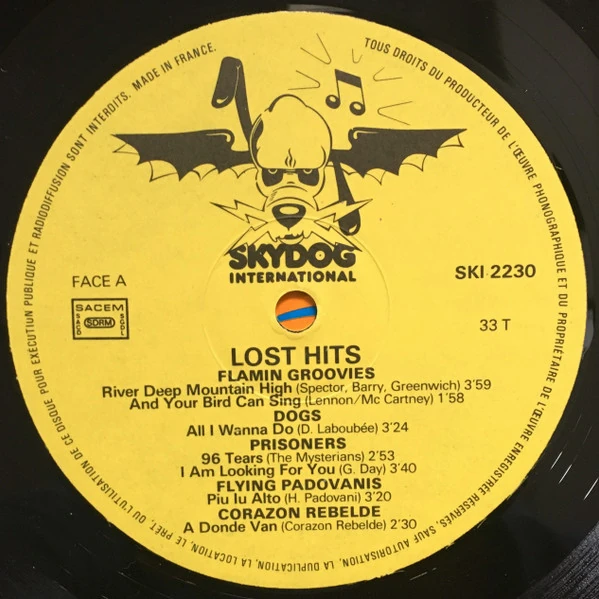 TOUS DROITS DU PRODUCTEUR DE L'ŒUVRE PHONOGRAPHIQUE ET DU PROPRIÉTAIRE DE L'ŒUVRE ENREGISTRÉE RÉSERVÉS. SAUF AUTORISATION, LA DUPLICATION, LA LOCATION, LE PRÊT, OU L'UTILISATION DE CE DISQUE POUR EXÉCUTION PUBLIQUE ET RADIODIFFUSION SONT INTERDITS. MADE IN FRANCE.
SKYDOG
INTERNATIONAL
FACE A
SACEM
SACD SDRM SGDL
SKI 2230
33 T
LOST HITS
FLAMIN GROOVIES
River Deep Mountain High (Spector, Barry, Greenwich) 3'59
And Your Bird Can Sing (Lennon/Mc Cartney) 1'58
DOGS
All I Wanna Do (D. Laboubée) 3'24
PRISONERS
96 Tears (The Mysterians) 2'53
I Am Looking For You (G. Day) 3'40
FLYING PADOVANIS
Piu lu Alto (H. Padovani) 3'20
CORAZON REBELDE
A Donde Van (Corazon Rebelde) 2'30